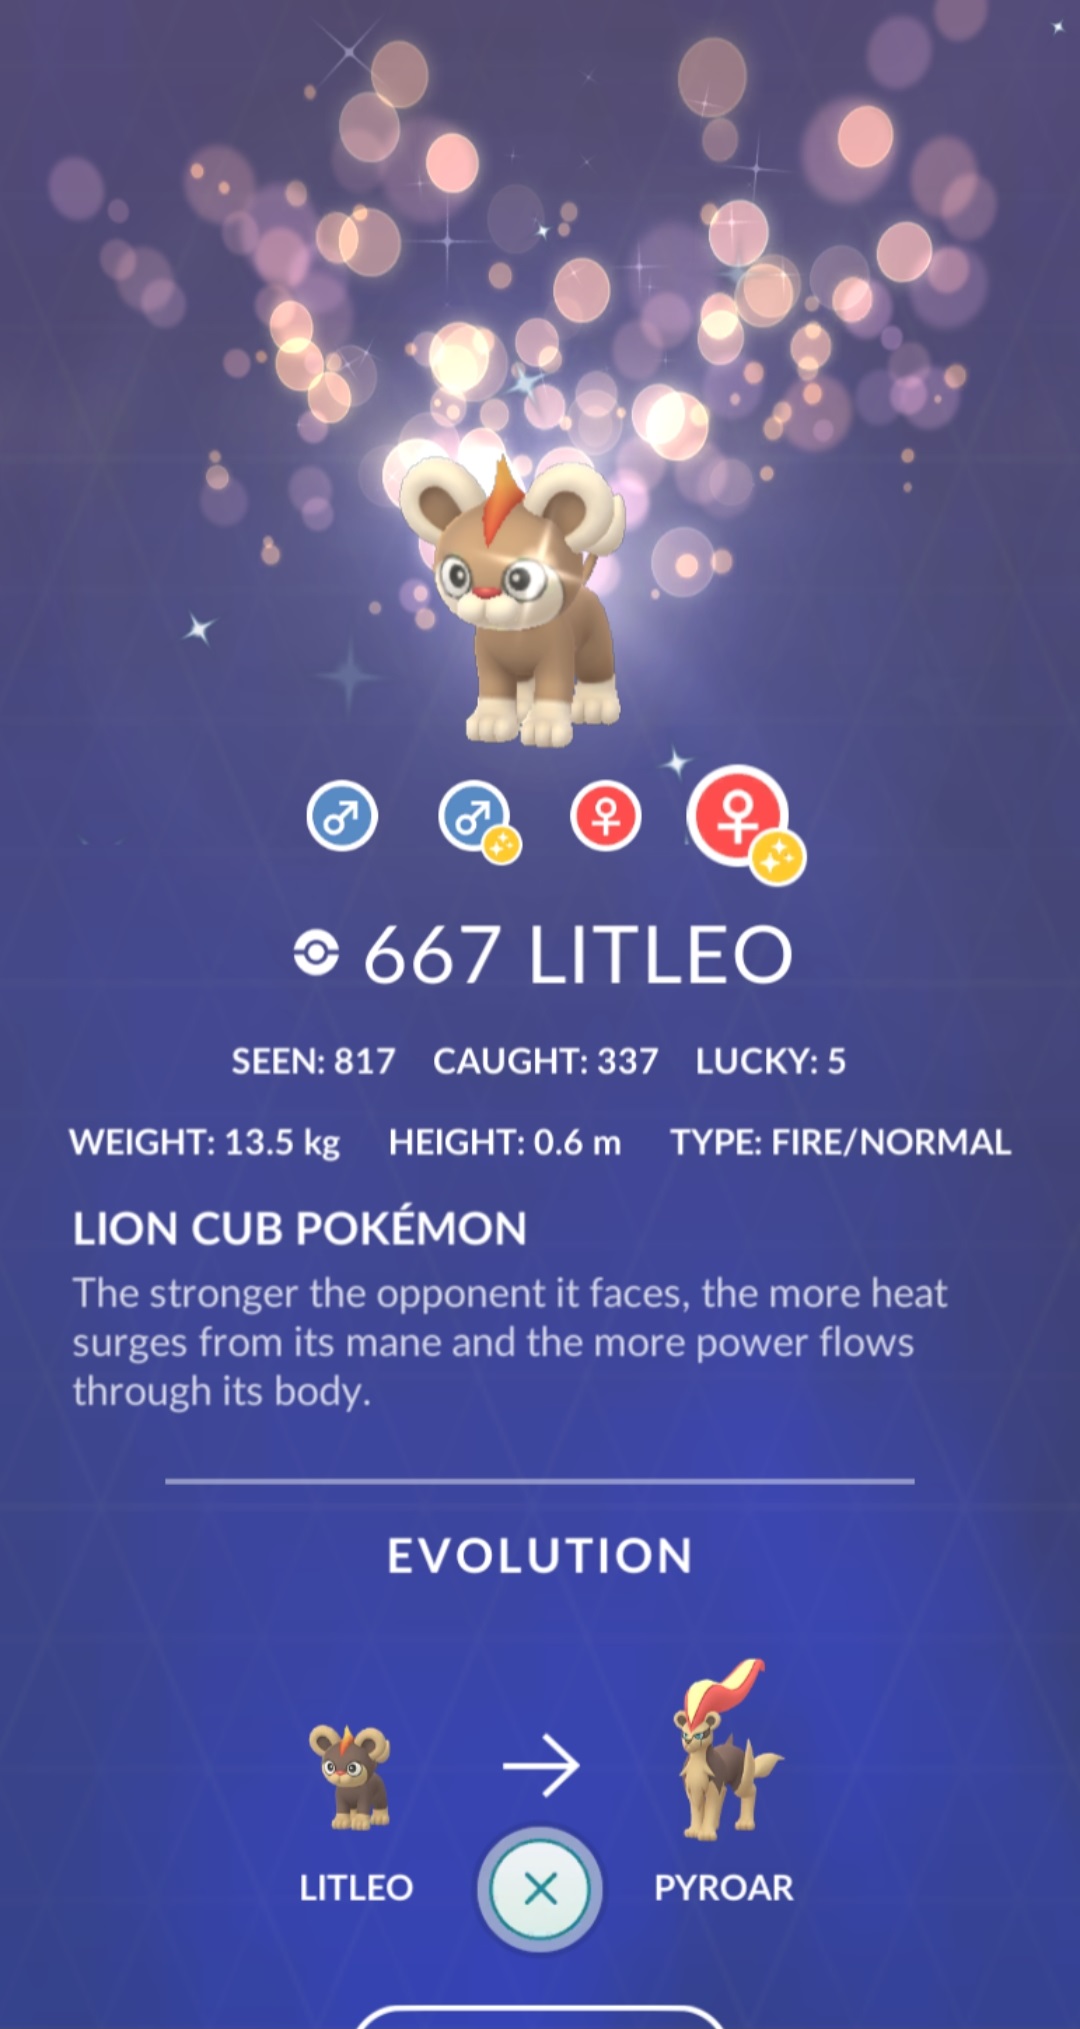 667 LITLEO
SEEN: 817 CAUGHT: 337 LUCKY: 5
WEIGHT: 13.5 kg HEIGHT: 0.6 m TYPE: FIRE/NORMAL
LION CUB POKÉMON
The stronger the opponent it faces, the more heat
surges from its mane and the more power flows
through its body.
EVOLUTION
LITLEO PYROAR